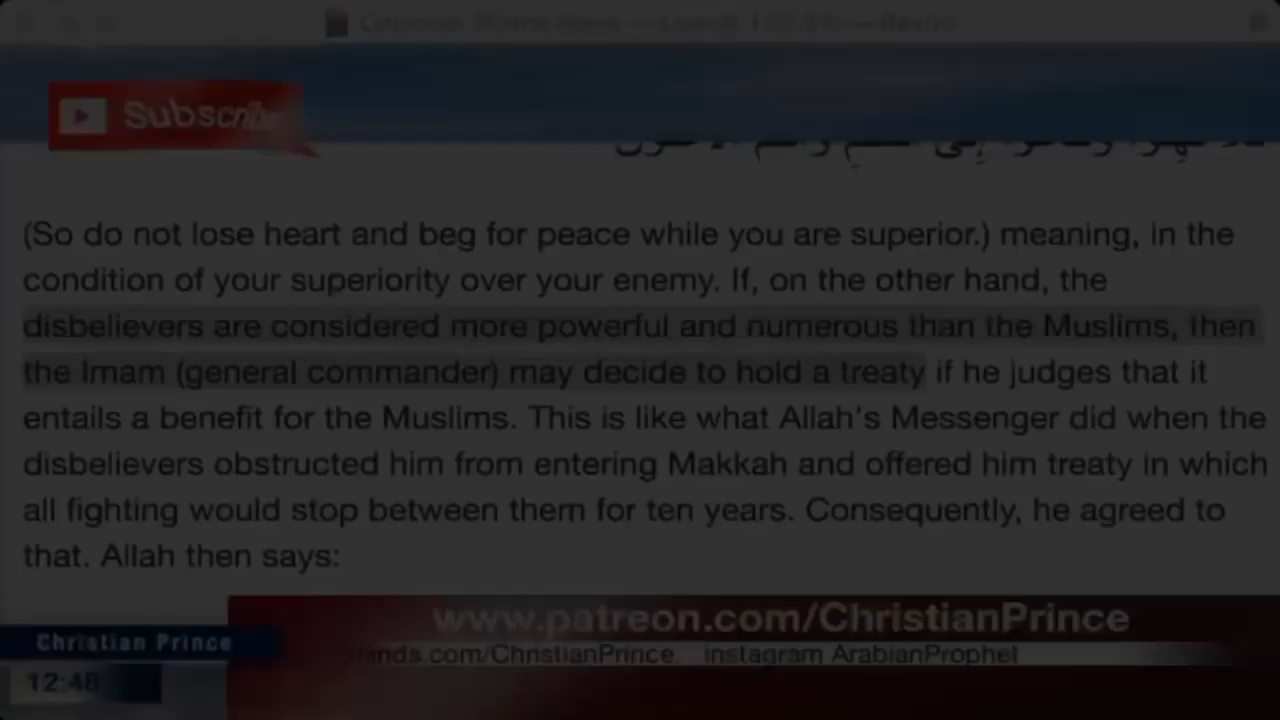 Subscribe
(So do not lose heart and beg for peace while you are superior.) meaning, in the
condition of your superiority over your enemy. If, on the other hand, the
disbelievers are considered more powerful and numerous than the Muslims, then
the Imam (general commander) may decide to hold a treaty if he judges that it
entails a benefit for the Muslims. This is like what Allah's Messenger did when the
disbelievers obstructed him from entering Makkah and offered him treaty in which
all fighting would stop between them for ten years. Consequently, he agreed to
that. Allah then says:
www.patreon.com/ChristianPrince
Christian Prince
minds.com/ChristianPrince. instagram ArabianProphet
12:46